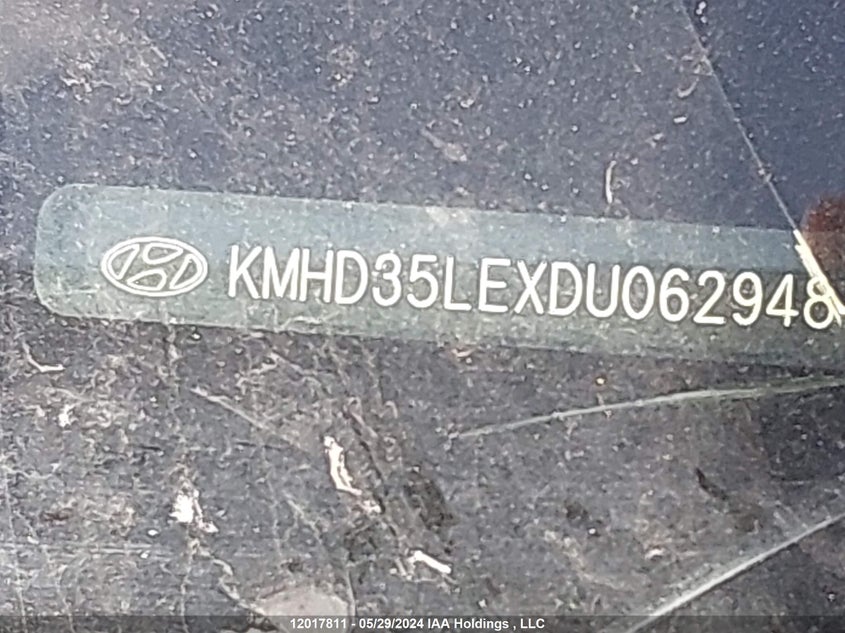 KMHD35LEXDU062948
12017811 - 05/29/2024 IAA Holdings , LLC